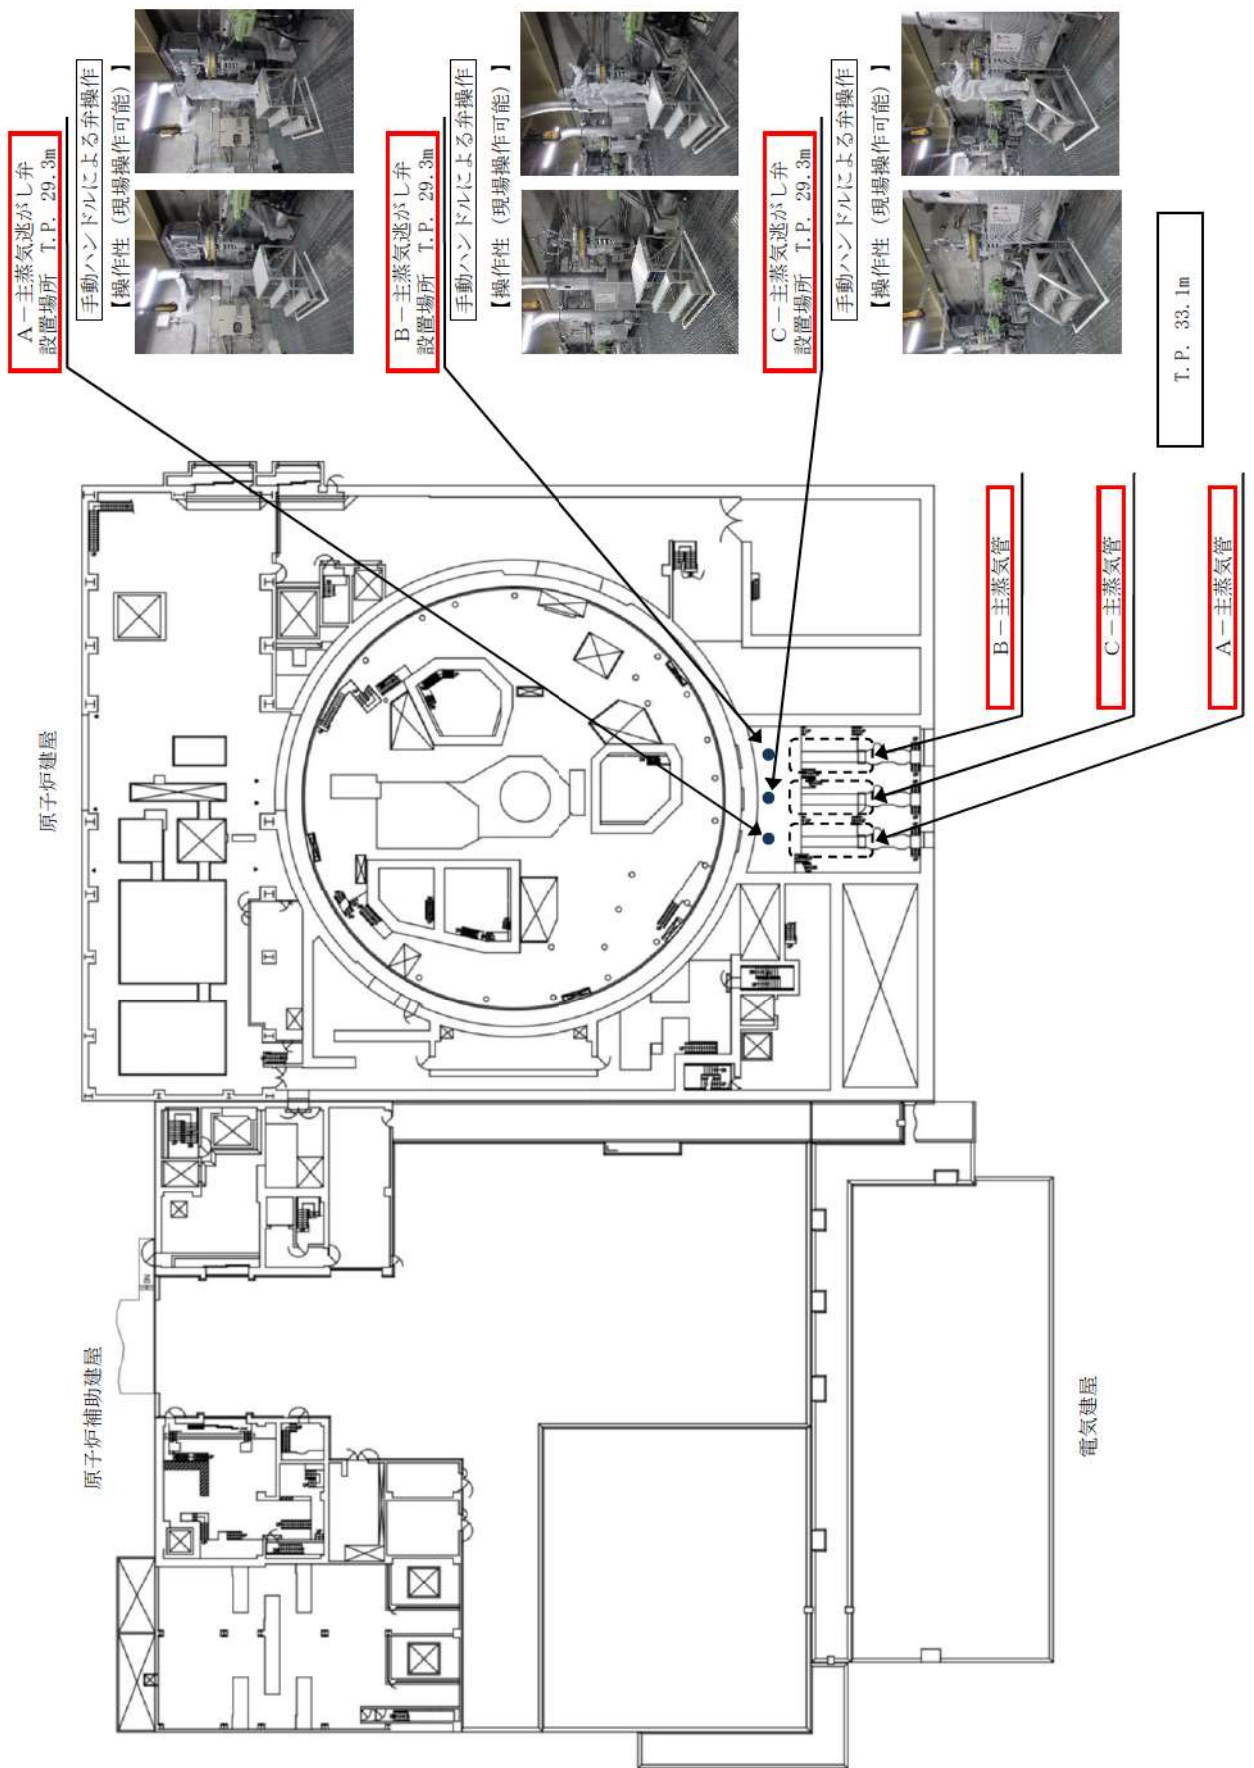 A－主蒸気逃がし弁
設置場所 T.P. 29.3m
手動ハンドルによる弁操作
【操作性（現場操作可能）】
B－主蒸気逃がし弁
設置場所 T.P. 29.3m
手動ハンドルによる弁操作
【操作性（現場操作可能）】
C－主蒸気逃がし弁
設置場所 T.P. 29.3m
手動ハンドルによる弁操作
【操作性（現場操作可能）】
T.P. 33.1m
原子炉建屋
B－主蒸気管
C－主蒸気管
A－主蒸気管
原子炉補助建屋
電気建屋